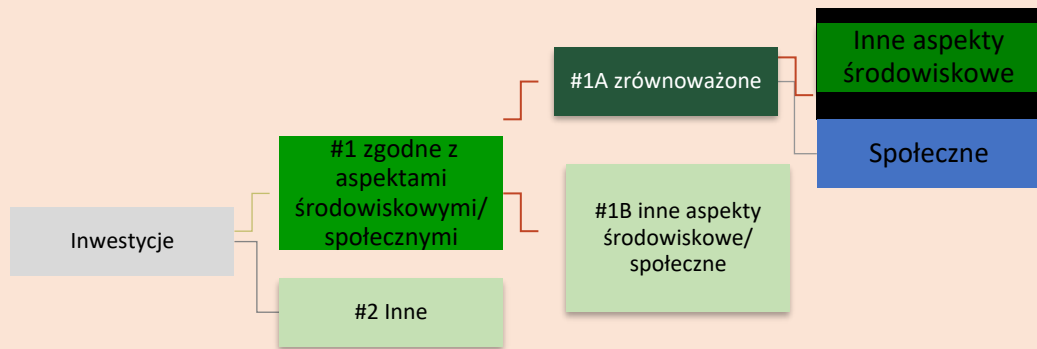 Inwestycje
#1 zgodne z
aspektami
środowiskowymi/
społecznymi
#2 Inne
#1A zrównoważone
#1B inne aspekty
środowiskowe/
społeczne
Inne aspekty
środowiskowe
Społeczne